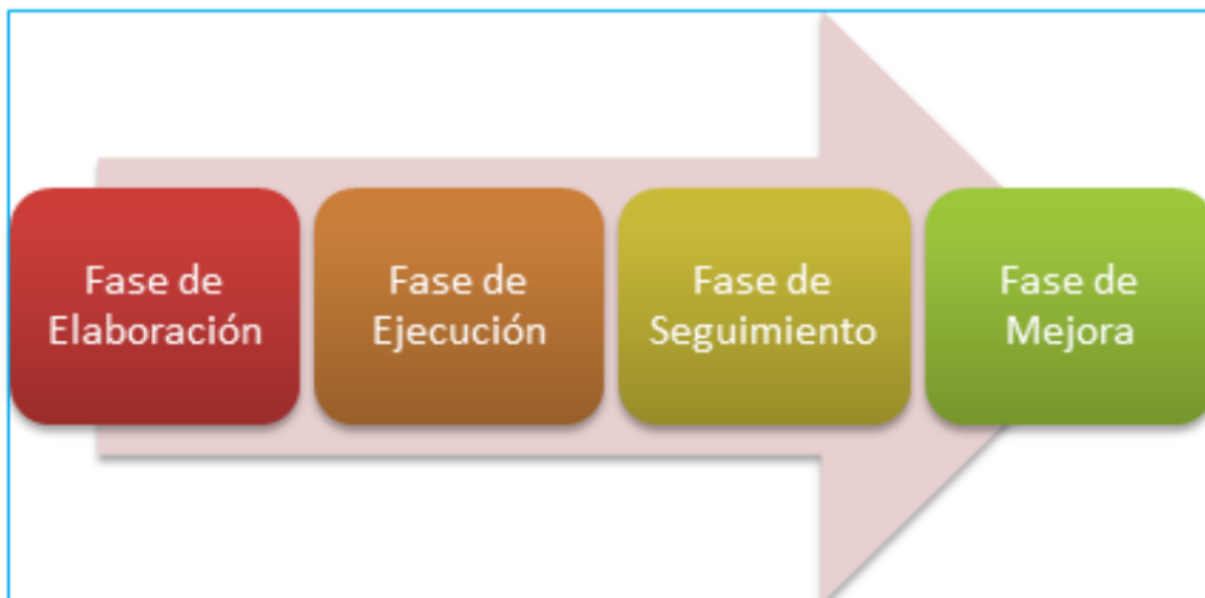 Fase de
Elaboración
Fase de
Ejecución
Fase de
Seguimiento
Fase de
Mejora